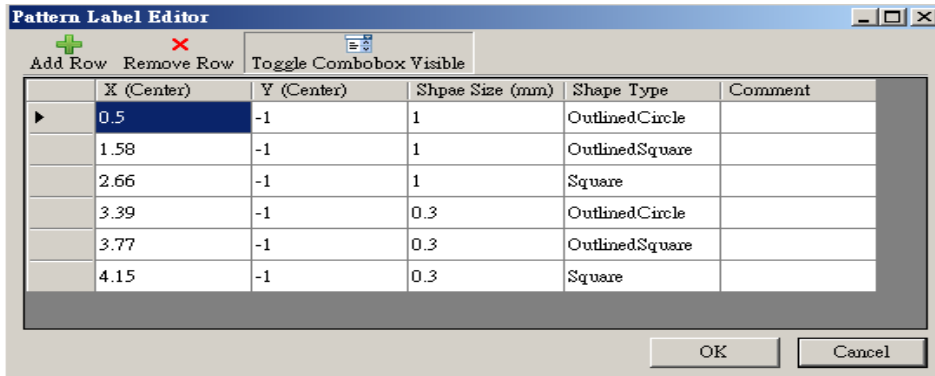 Pattern Label Editor
Add Row Remove Row Toggle Combobox Visible
X (Center) Y (Center) Shpae Size (mm) Shape Type Comment
0.5 -1 1 OutlinedCircle
1.58 -1 1 OutlinedSquare
2.66 -1 1 Square
3.39 -1 0.3 OutlinedCircle
3.77 -1 0.3 OutlinedSquare
4.15 -1 0.3 Square
OK Cancel